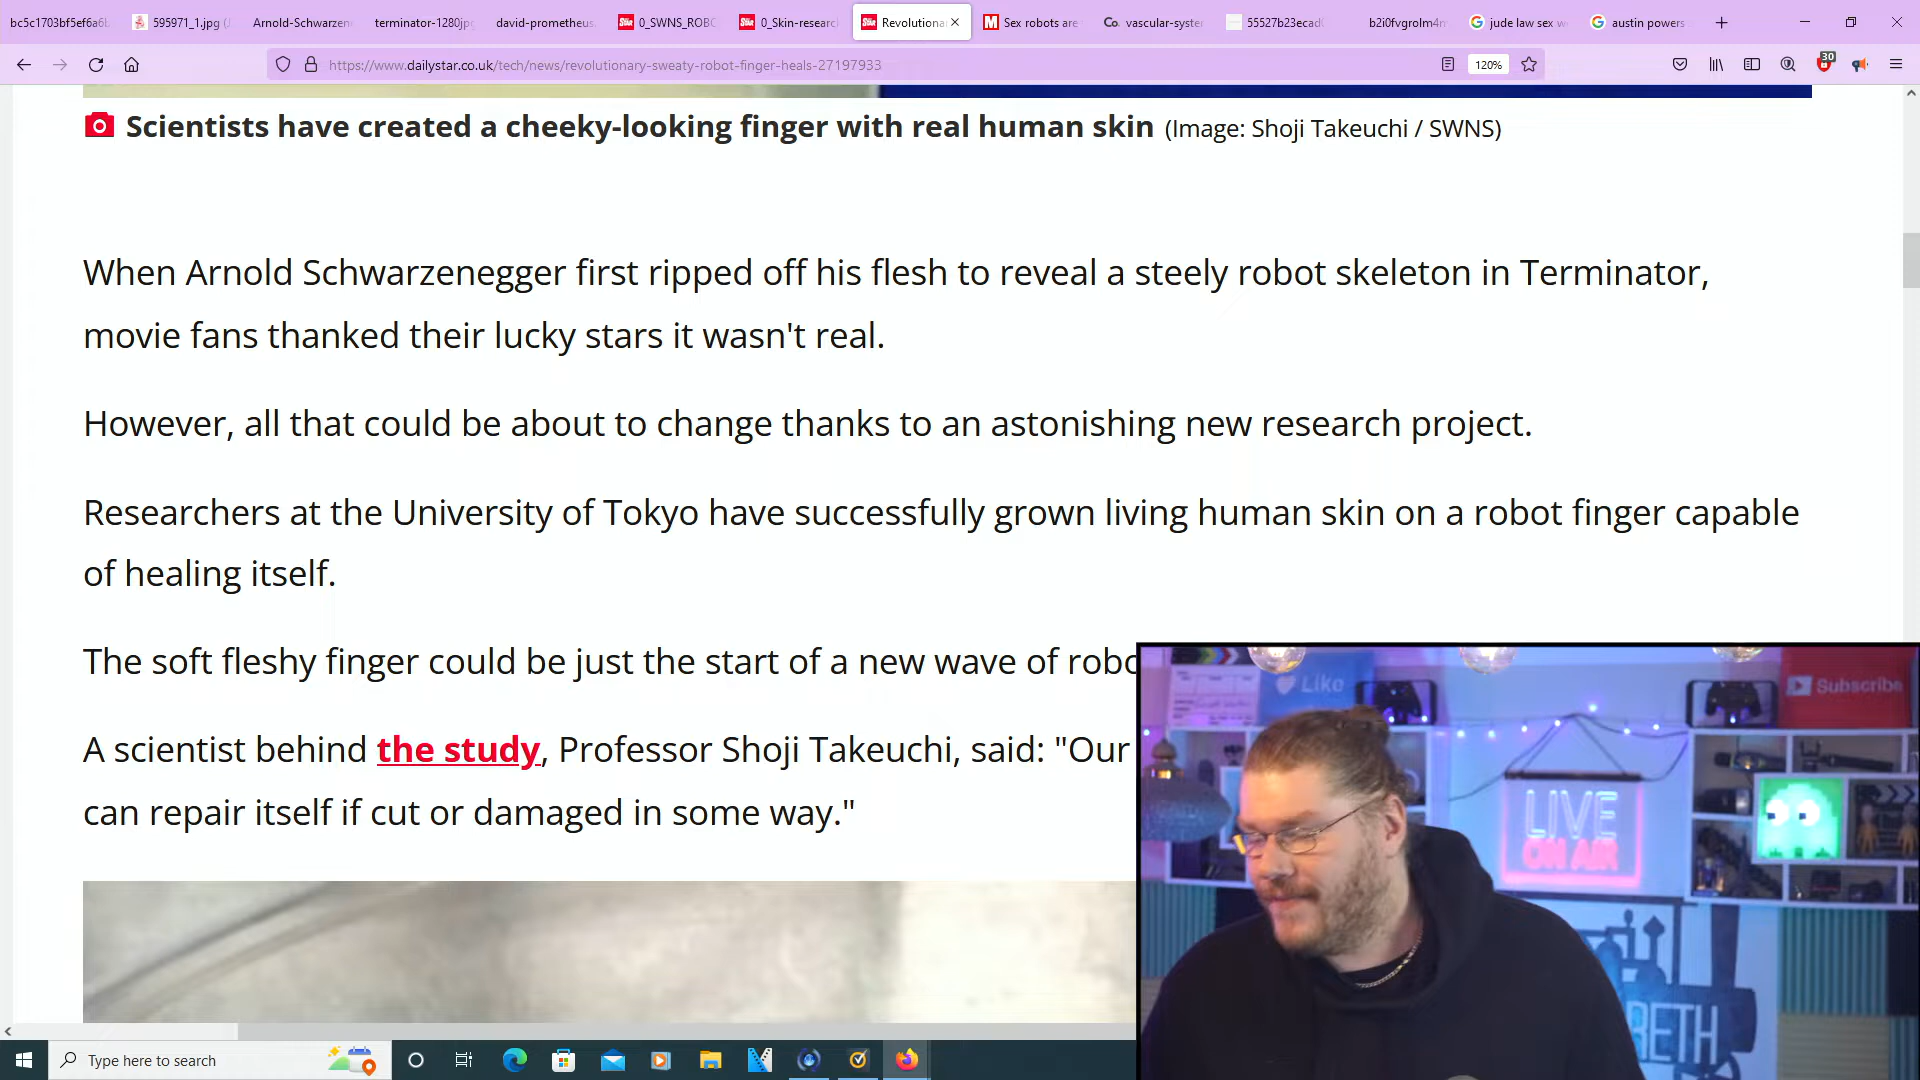 bc5c1703bf5ef6a6b
595971_1.jpg (J
Arnold-Schwarzene
terminator-1280jpg
david-prometheus.
0_SWNS_ROBO
0_Skin-researc
Revolutiona
Sex robots are
vascular-syste
55527b23ecad
b2i0fvgrolm4n
jude law sex w
austin powers
https://www.dailystar.co.uk/tech/news/revolutionary-sweaty-robot-finger-heals-27197933
120%
30
Scientists have created a cheeky-looking finger with real human skin (Image: Shoji Takeuchi / SWNS)
When Arnold Schwarzenegger first ripped off his flesh to reveal a steely robot skeleton in Terminator,
movie fans thanked their lucky stars it wasn't real.
However, all that could be about to change thanks to an astonishing new research project.
Researchers at the University of Tokyo have successfully grown living human skin on a robot finger capable
of healing itself.
The soft fleshy finger could be just the start of a new wave of robo
A scientist behind the study, Professor Shoji Takeuchi, said: "Our
can repair itself if cut or damaged in some way."
Like
Subscribe
LIVE
ON AIR
RETH
Type here to search